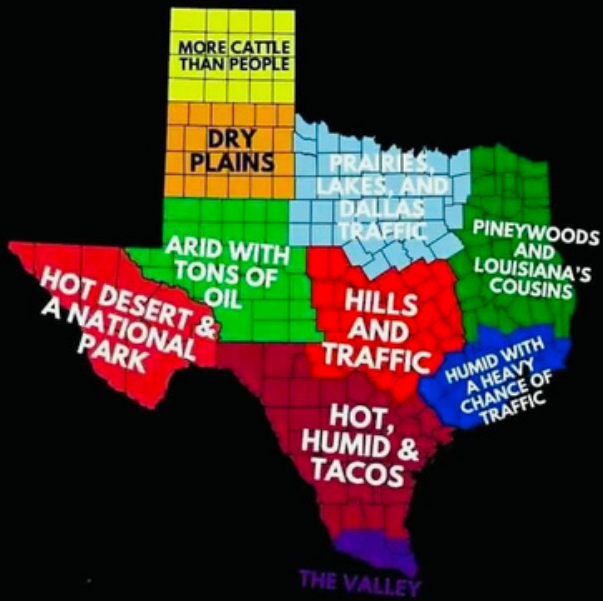 MORE CATTLE
THAN PEOPLE
DRY
PLAINS
PRAIRIES,
LAKES, AND
DALLAS
TRAFFIC
PINEYWOODS
AND
LOUISIANA'S
COUSINS
ARID WITH
TONS OF
OIL
HOT DESERT &
A NATIONAL
PARK
HILLS
AND
TRAFFIC
HUMID WITH
A HEAVY
CHANCE OF
TRAFFIC
HOT,
HUMID &
TACOS
THE VALLEY